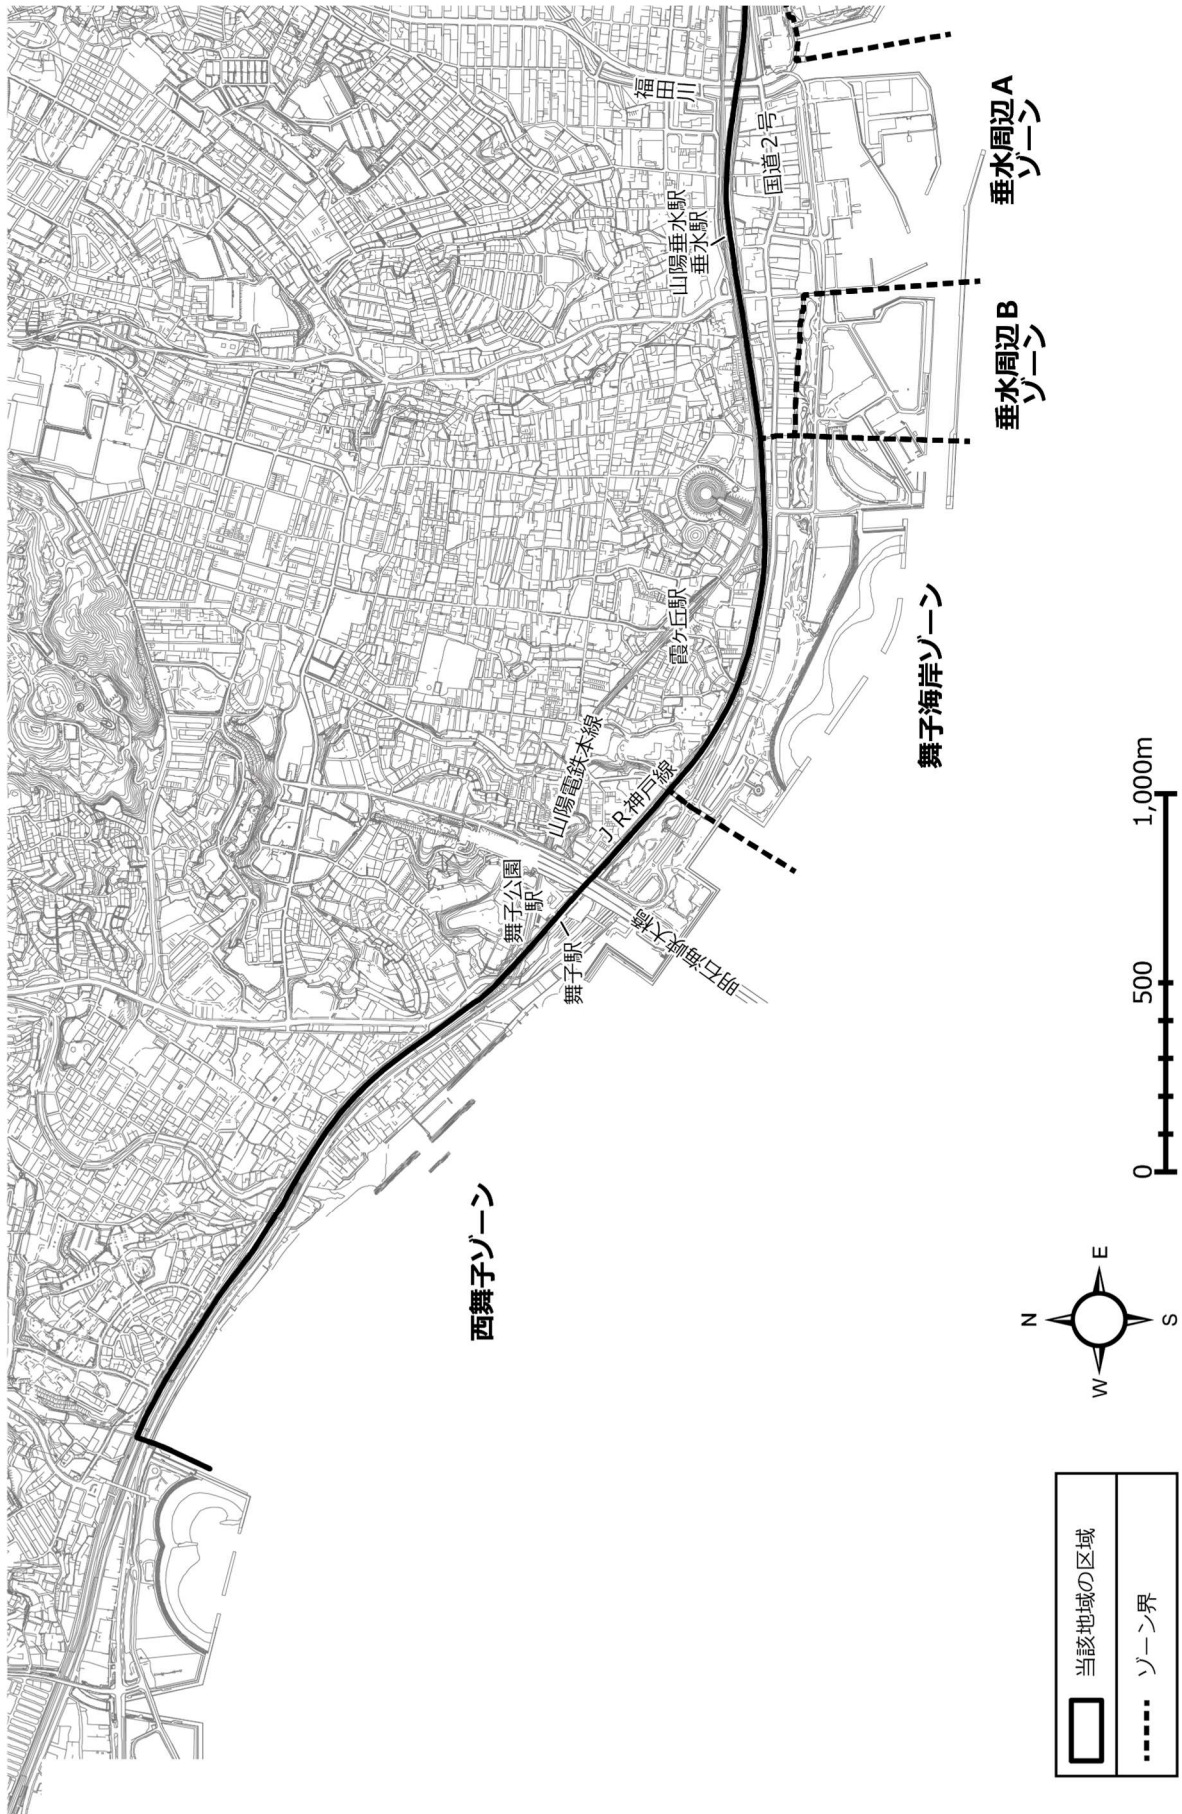 福
田
川
国道2号
山陽垂水駅
垂水駅
垂水周辺A
ゾーン
垂水周辺B
ゾーン
霞ヶ丘駅
山陽電鉄本線
JR神戸線
舞子海岸ゾーン
舞子公園
駅
舞子駅
明石海峡大橋
西舞子ゾーン
0
500
1,000m
N
W
E
S
当該地域の区域
ゾーン界